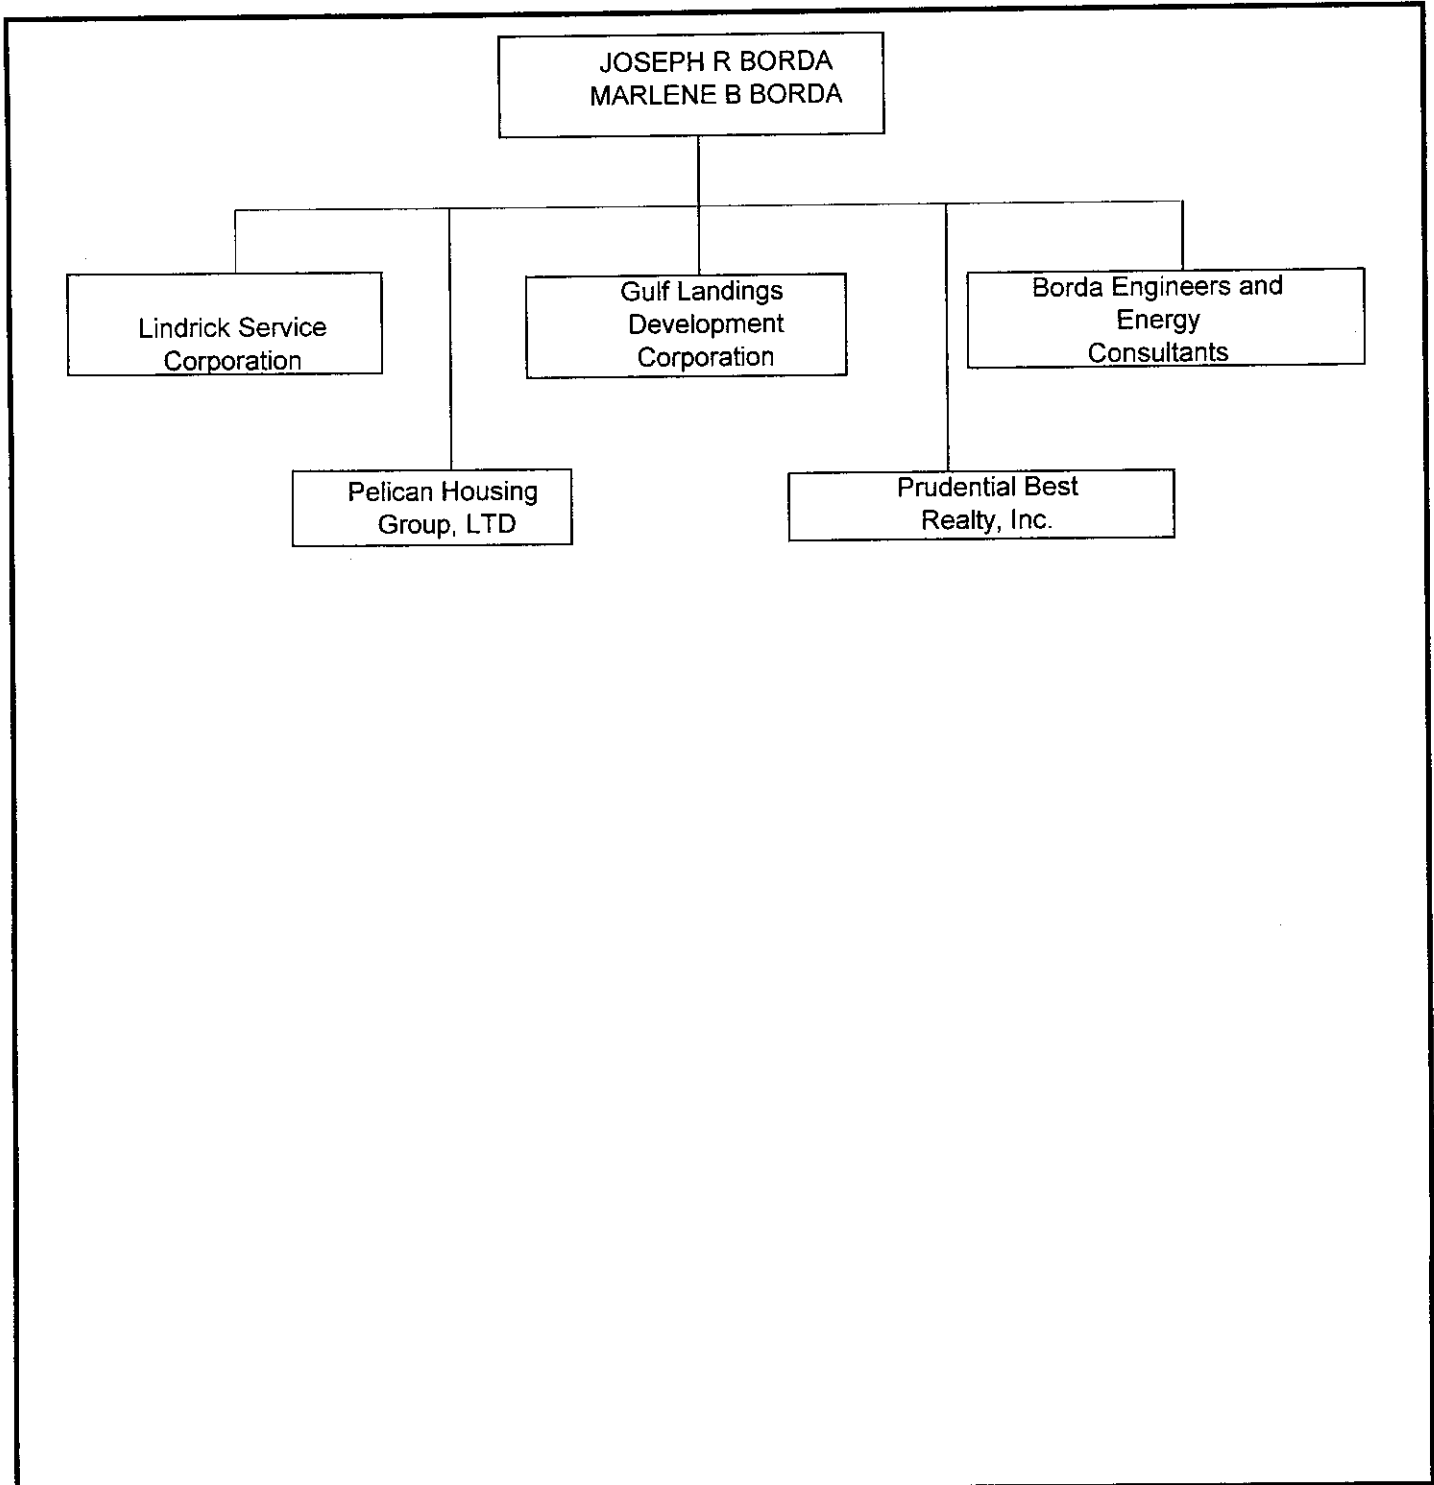 JOSEPH R BORDA
MARLENE B BORDA
Lindrick Service
Corporation
Gulf Landings
Development
Corporation
Borda Engineers and
Energy
Consultants
Pelican Housing
Group, LTD
Prudential Best
Realty, Inc.